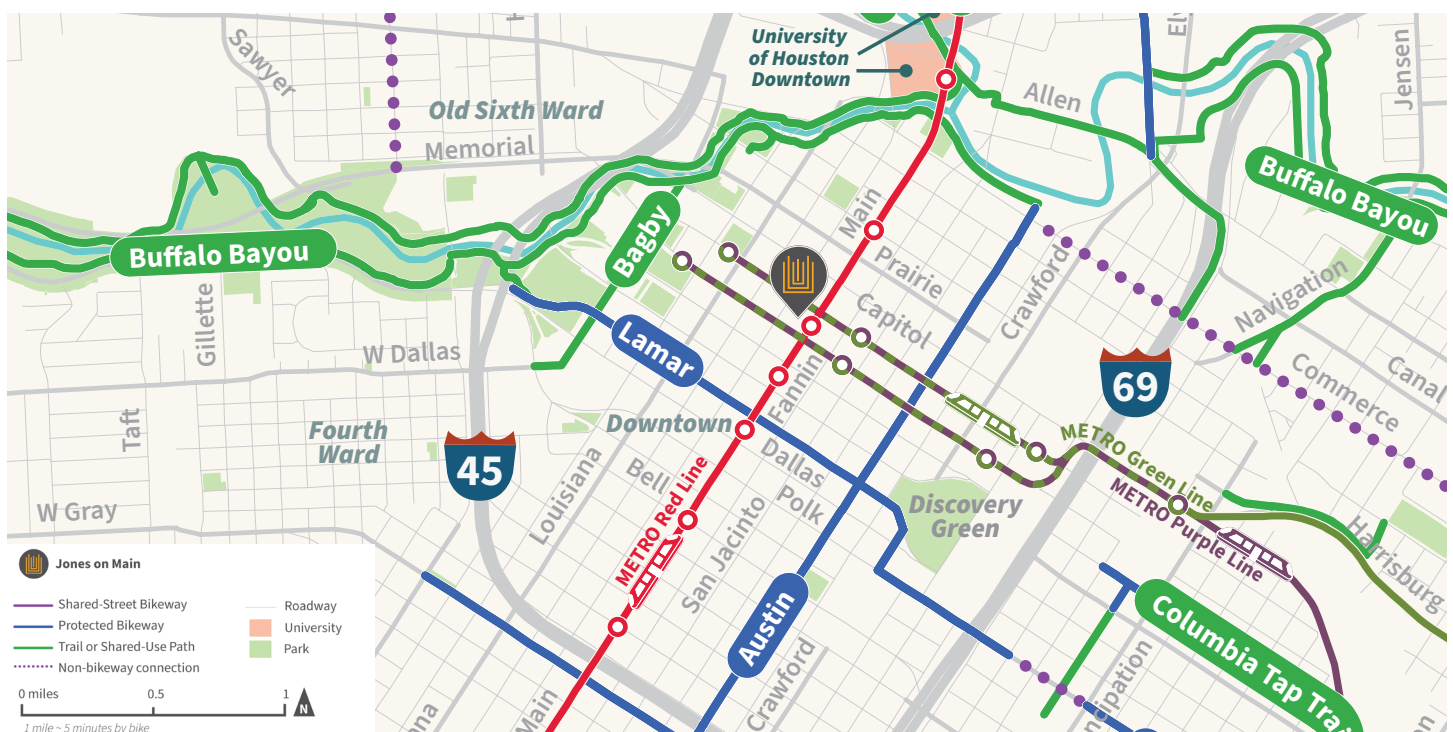 Sawyer
University
of Houston
Downtown
Allen
Jensen
Old Sixth Ward
Memorial
Buffalo Bayou
Buffalo Bayou
Bagby
Main
Prairie
Capitol
Crawford
Navigation
Gillette
W Dallas
Lamar
Fannin
69
Commerce
Canal
Taft
Fourth
Ward
Downtown
45
Louisiana
Bell
Dallas
Polk
METRO Red Line
San Jacinto
Discovery
Green
METRO Green Line
METRO Purple Line
Harrisburg
W Gray
Austin
Columbia Tap Trai
Crawford
Main
Jones on Main
Shared-Street Bikeway
Protected Bikeway
Trail or Shared-Use Path
Non-bikeway connection
Roadway
University
Park
0 miles 0.5 1
N
1 mile ~ 5 minutes by bike